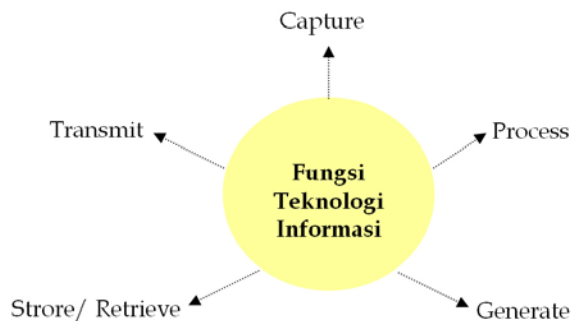 Capture
Transmit
Process
Fungsi
Teknologi
Informasi
Strore/ Retrieve
Generate